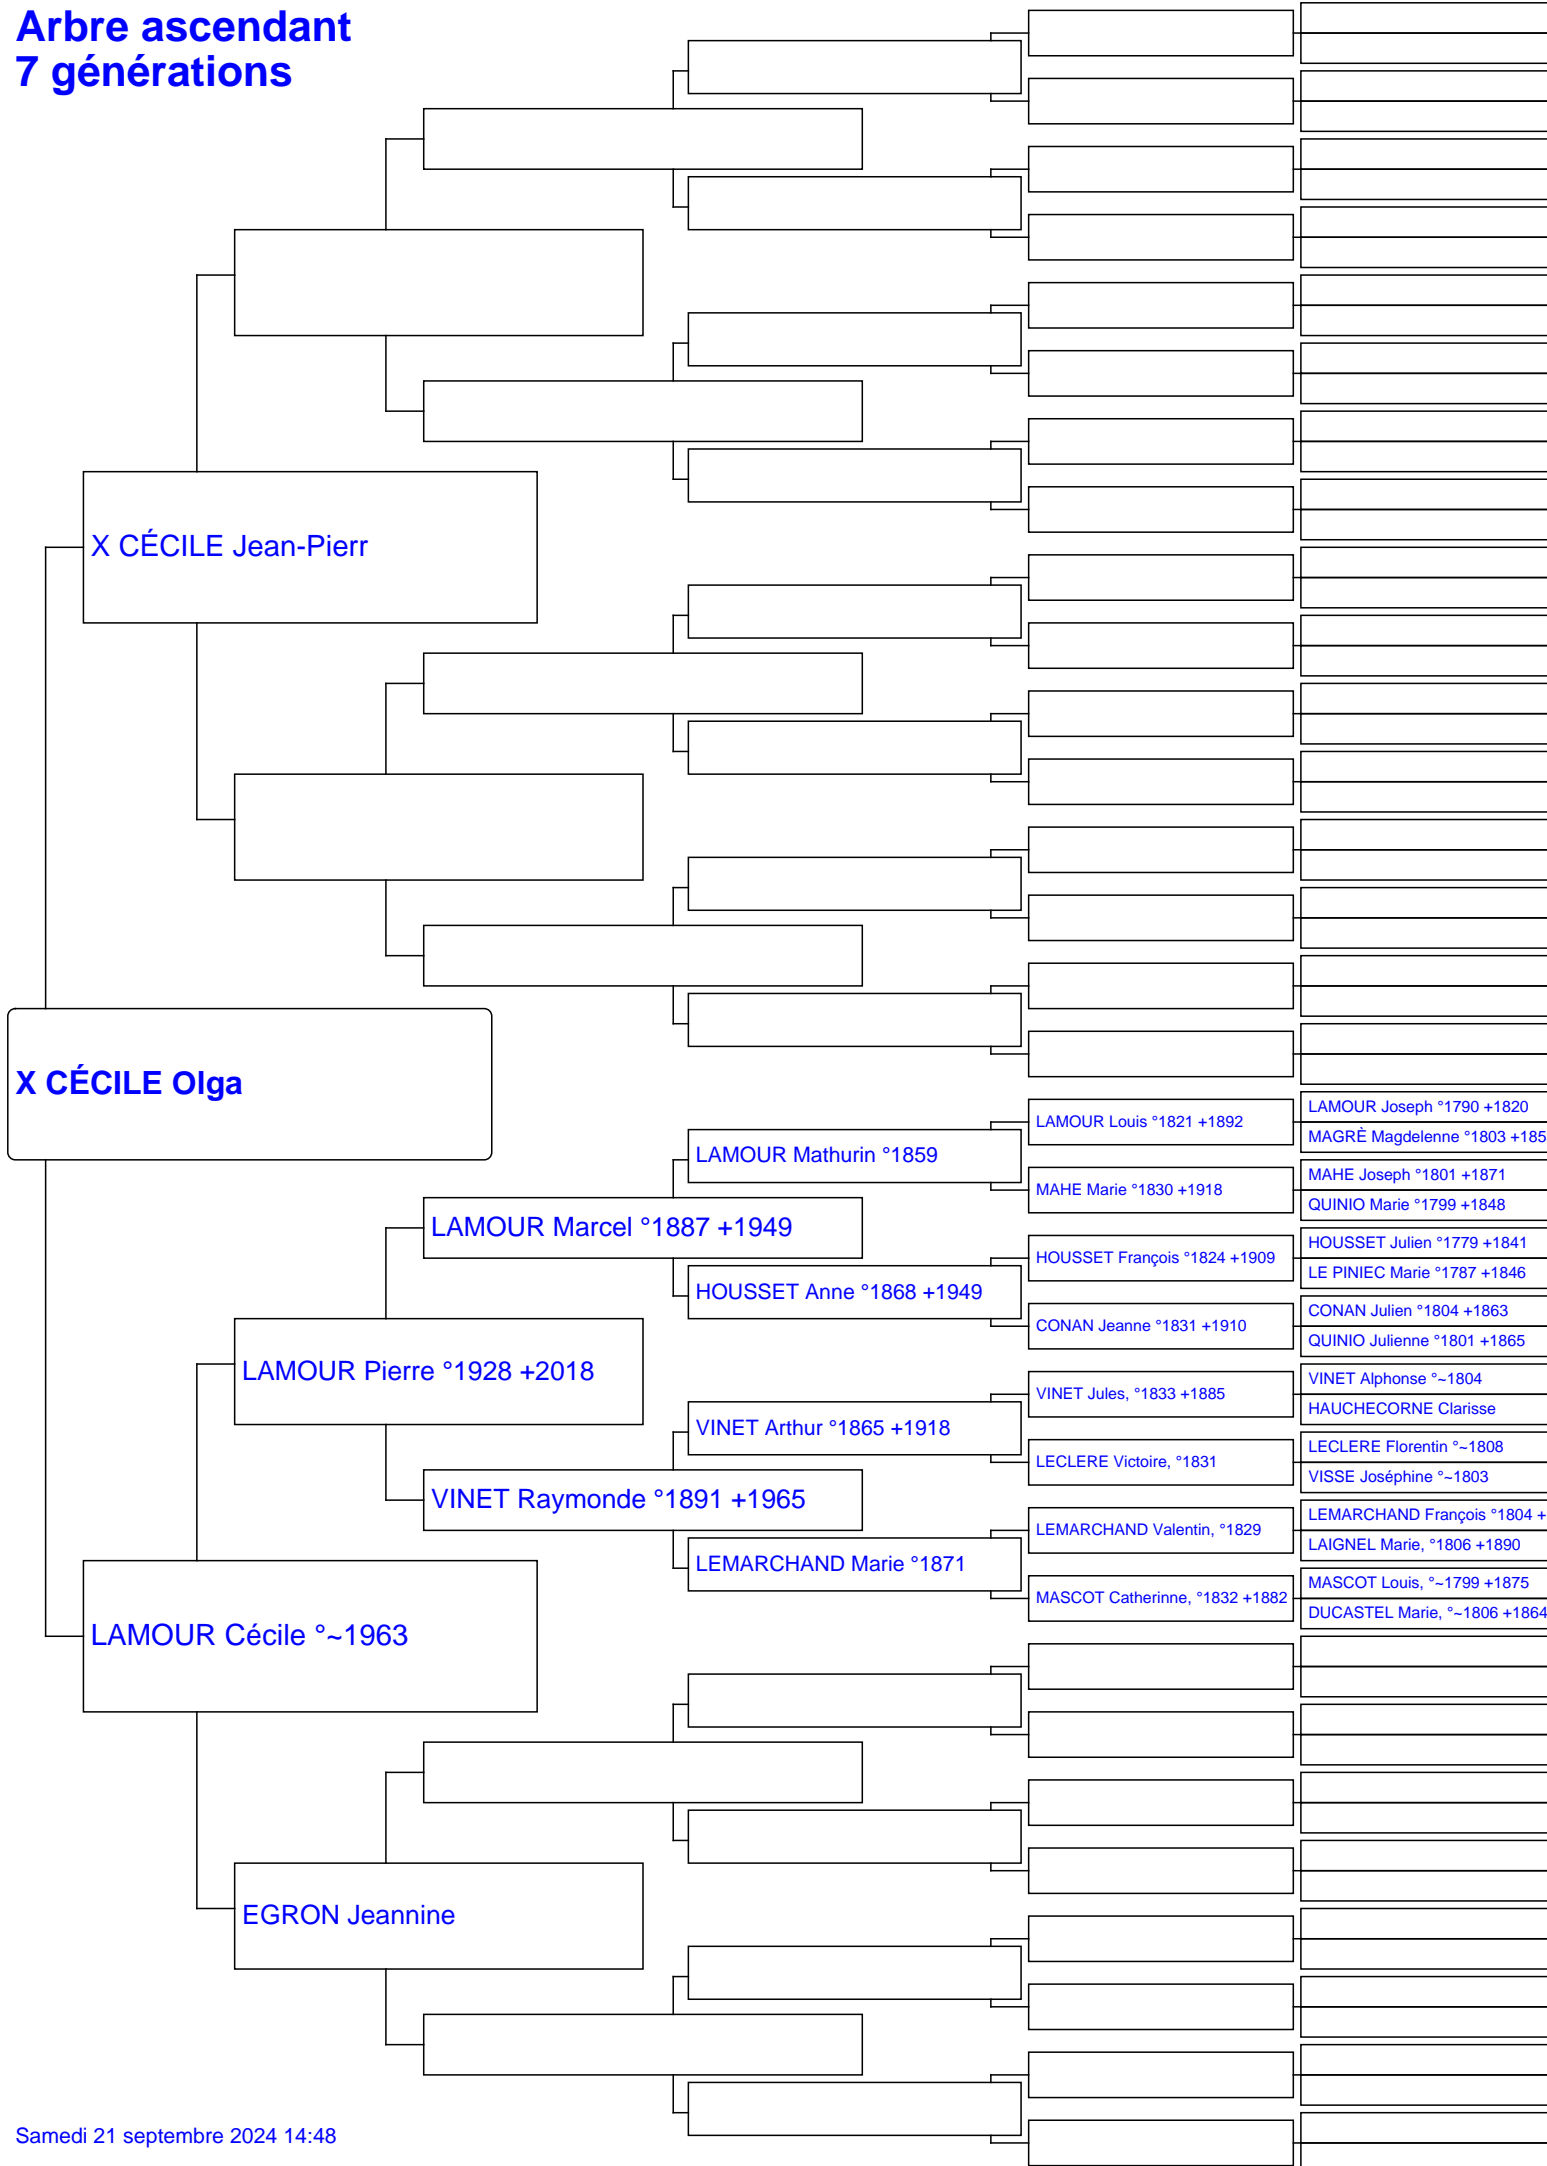 Arbre ascendant
7 générations
X CÉCILE Jean-Pierr
X CÉCILE Olga
LAMOUR Joseph °1790 +1820
LAMOUR Louis °1821 +1892
MAGRÈ Magdelenne °1803 +185
LAMOUR Mathurin °1859
MAHE Joseph °1801 +1871
MAHE Marie °1830 +1918
QUINIO Marie °1799 +1848
LAMOUR Marcel °1887 +1949
HOUSSET Julien °1779 +1841
HOUSSET François °1824 +1909
LE PINIEC Marie °1787 +1846
HOUSSET Anne °1868 +1949
CONAN Julien °1804 +1863
CONAN Jeanne °1831 +1910
QUINIO Julienne °1801 +1865
LAMOUR Pierre °1928 +2018
VINET Alphonse °~1804
VINET Jules, °1833 +1885
HAUCHECORNE Clarisse
VINET Arthur °1865 +1918
LECLERE Florentin °~1808
LECLERE Victoire, °1831
VISSE Joséphine °~1803
VINET Raymonde °1891 +1965
LEMARCHAND François °1804 +
LEMARCHAND Valentin, °1829
LAIGNEL Marie, °1806 +1890
LEMARCHAND Marie °1871
MASCOT Louis, °~1799 +1875
MASCOT Catherinne, °1832 +1882
DUCASTEL Marie, °~1806 +1864
LAMOUR Cécile °~1963
EGRON Jeannine
Samedi 21 septembre 2024 14:48